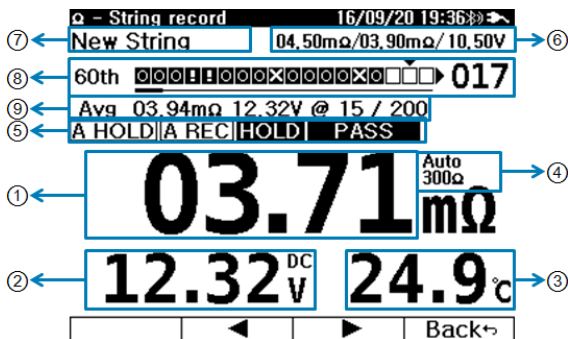 Ω - String record 16/09/20 19:36
⑦ New String 04.50mΩ/03.90mΩ/10.50V ⑥
⑧ 60th 000!!000X0000X0 017
⑨ Avg 03.94mΩ 12.32V @ 15 / 200
⑤ A HOLD A REC HOLD PASS
① 03.71 mΩ Auto 300Ω ④
② 12.32 DC V 24.9 ℃ ③
◀ ▶ Back